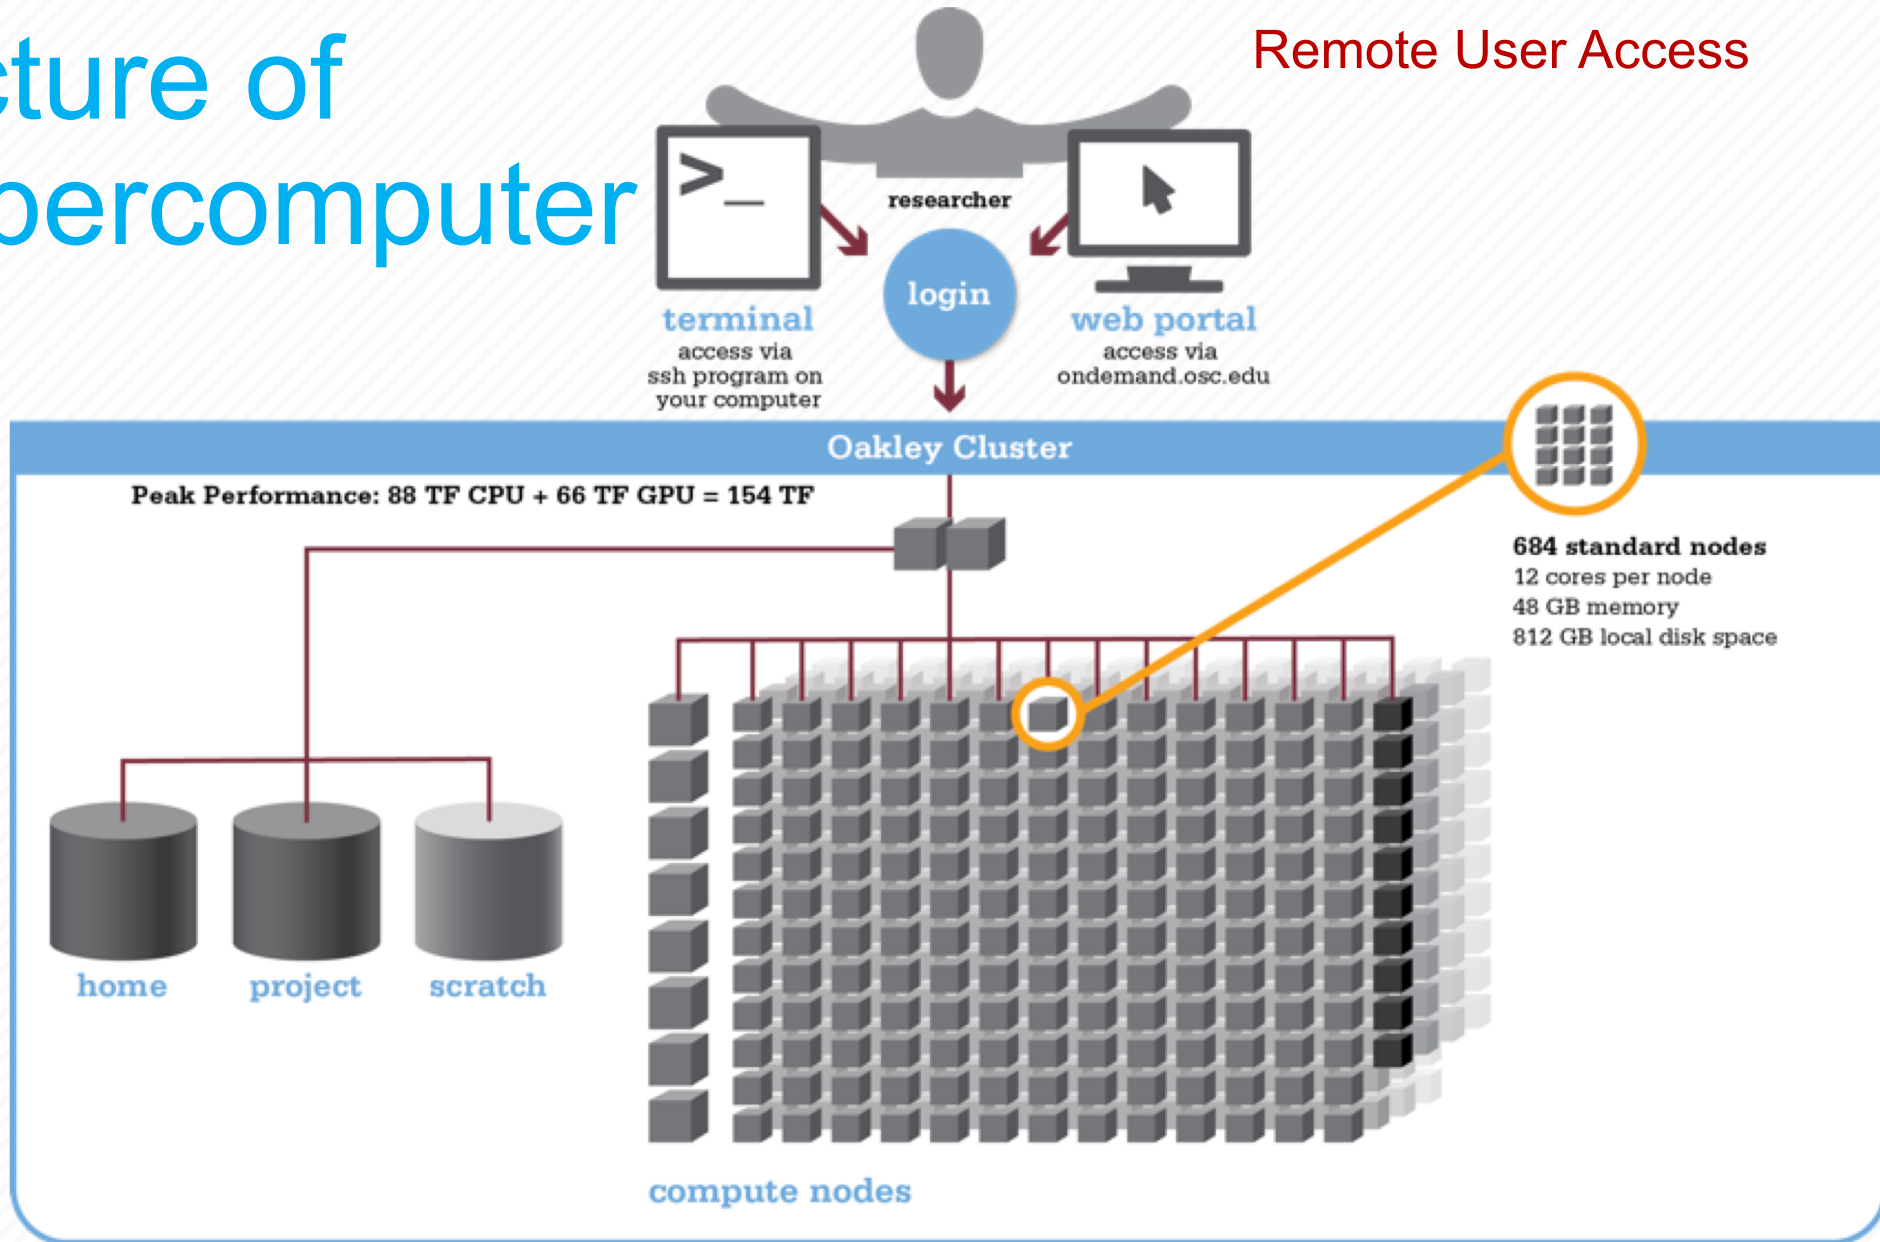 cture of
percomputer
Remote User Access
>_
researcher
login
terminal
access via
ssh program on
your computer
web portal
access via
ondemand.osc.edu
Oakley Cluster
Peak Performance: 88 TF CPU + 66 TF GPU = 154 TF
684 standard nodes
12 cores per node
48 GB memory
812 GB local disk space
home
project
scratch
compute nodes